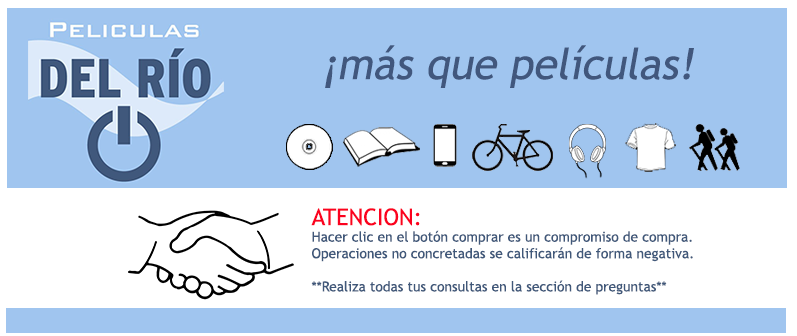 PELICULAS
DEL RÍO
¡más que películas!
ATENCION:
Hacer clic en el botón comprar es un compromiso de compra.
Operaciones no concretadas se calificarán de forma negativa.
**Realiza todas tus consultas en la sección de preguntas**